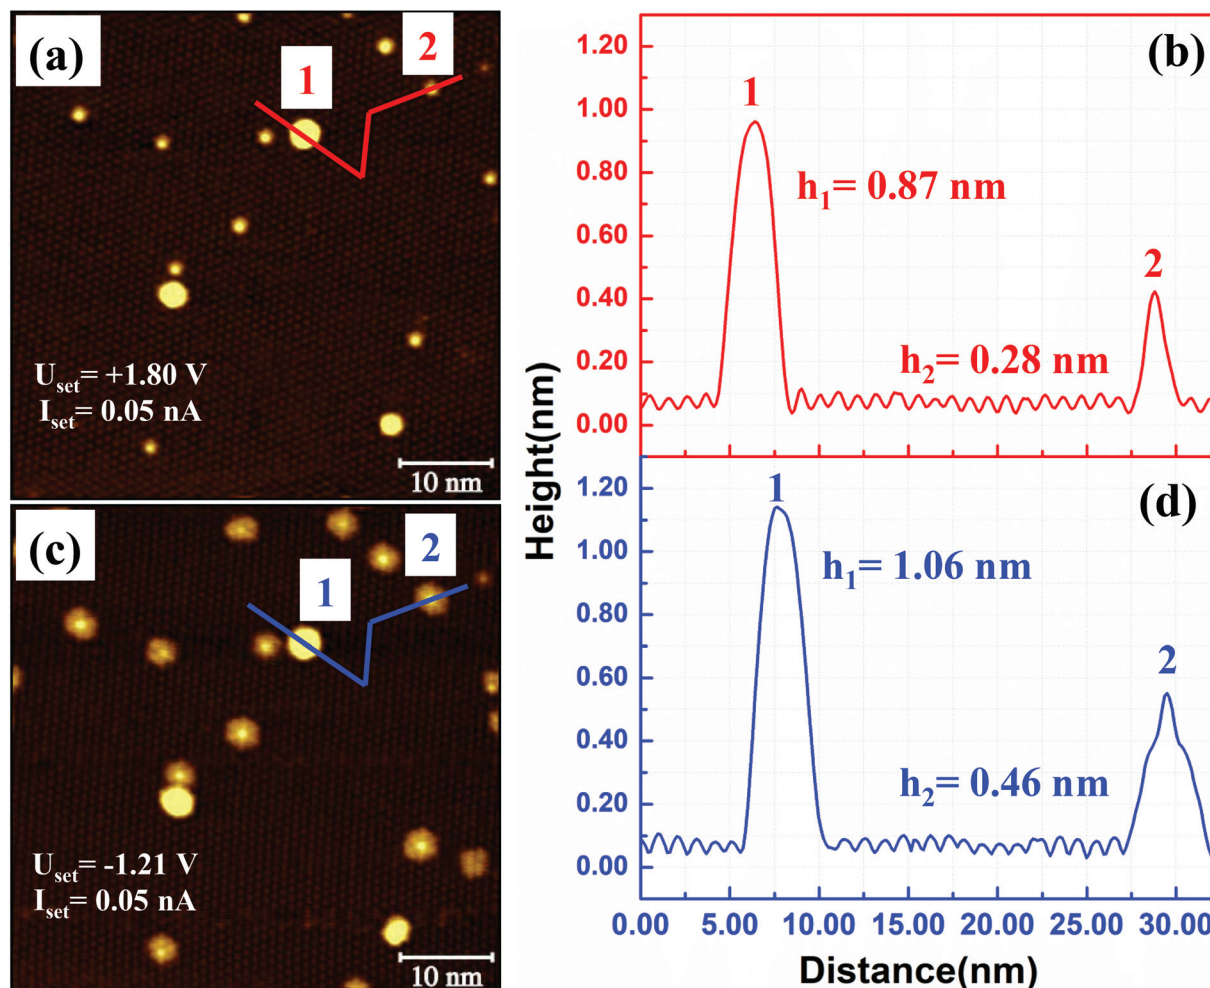 (a)
1
2
U_set= +1.80 V
I_set= 0.05 nA
10 nm
(b)
1.20
1.00
0.80
0.60
0.40
0.20
0.00
1
h₁= 0.87 nm
2
h₂= 0.28 nm
(c)
1
2
U_set= -1.21 V
I_set= 0.05 nA
10 nm
(d)
1.20
1.00
0.80
0.60
0.40
0.20
0.00
1
h₁= 1.06 nm
2
h₂= 0.46 nm
0.00 5.00 10.00 15.00 20.00 25.00 30.00
Height(nm)
Distance(nm)